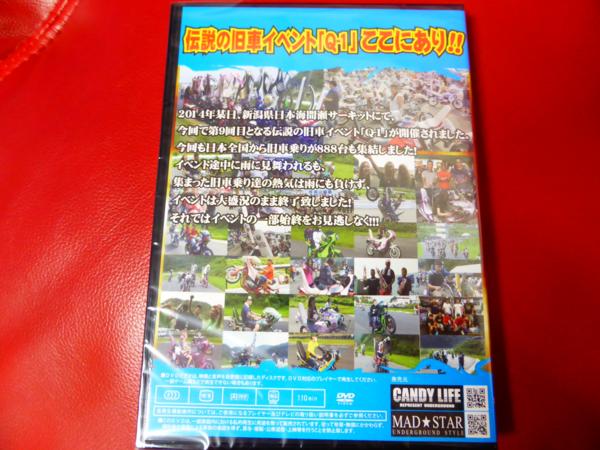 伝説の旧車イベント「Q-1」ここにあり!!
2014年某日、新潟県日本海間瀬サーキットにて、
今回で第9回目となる伝説の旧車イベント「Q-1」が開催されました。
今回も日本全国から旧車乗りが888台も集結しました!
イベント途中に雨に見舞われるも、
集まった旧車乗り達の熱気は雨にも負けず、
イベントは大盛況のまま終了致しました!
それではイベントの一部始終をお見逃しなく!!!
110min
DVD
VIDEO
発売元
CANDY LIFE
REPRESENT UNDERGROUND
MAD★STAR
UNDERGROUND STYLE